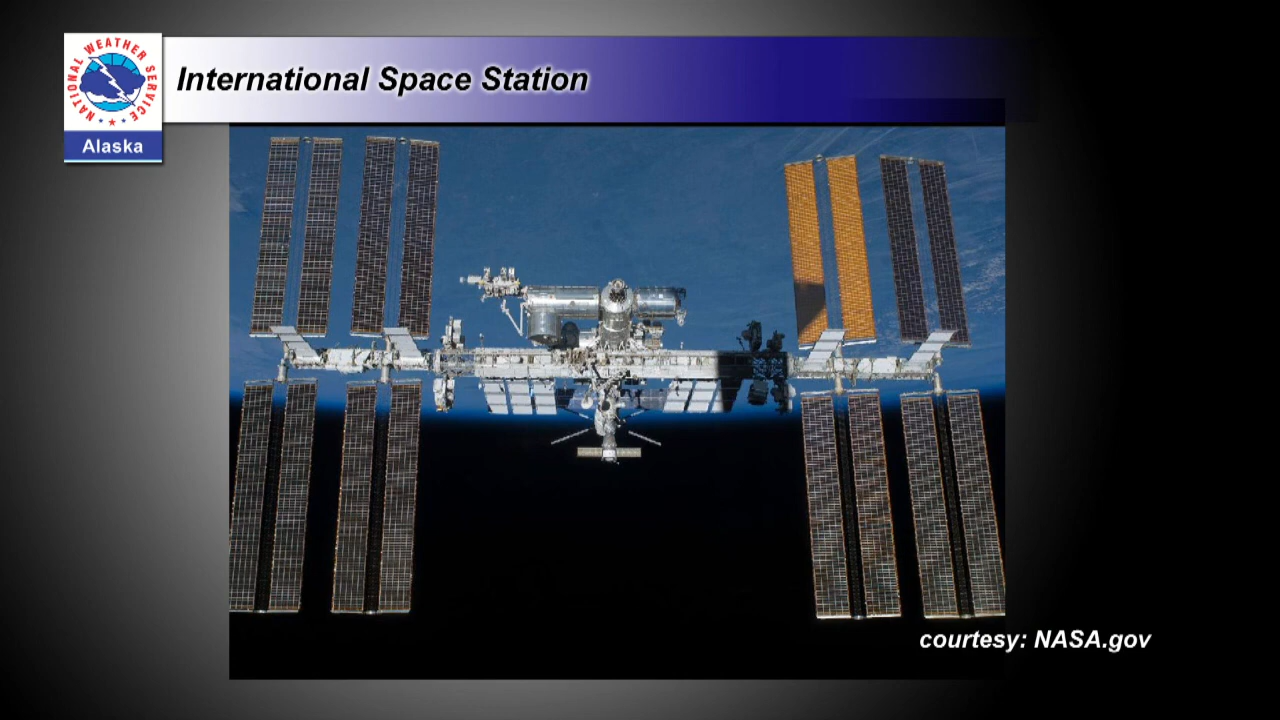 NATIONAL WEATHER SERVICE
Alaska
International Space Station
courtesy: NASA.gov